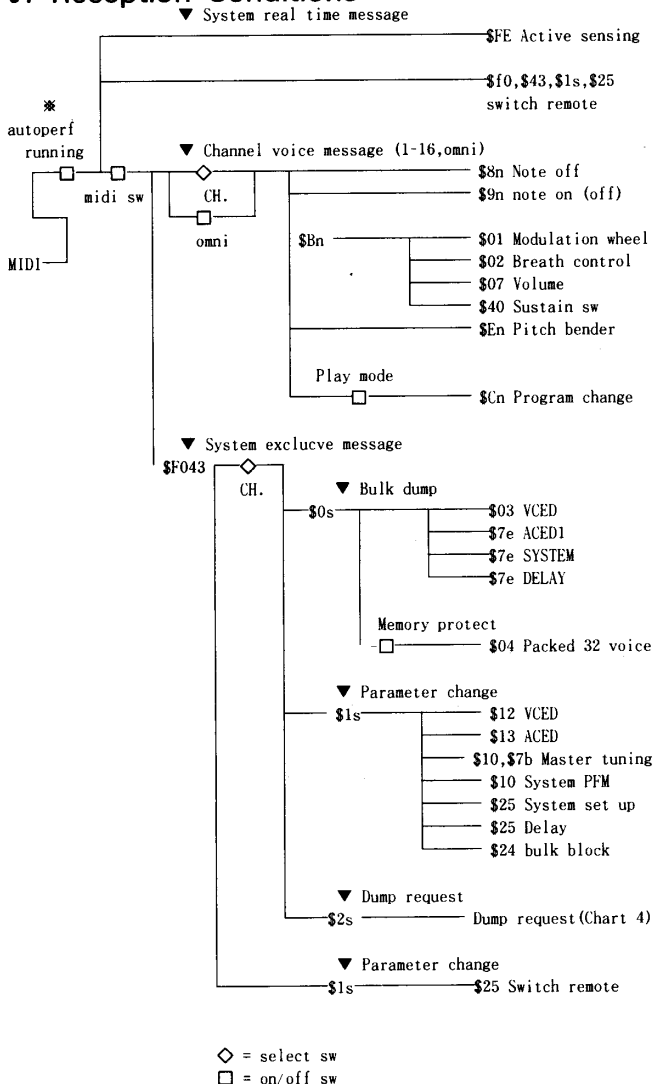 Reception Conditions
▼ System real time message
$FE Active sensing
$f0,$43,$1s,$25
switch remote
※
autoperf
running
▼ Channel voice message (1-16,omni)
$8n Note off
midi sw
CH.
$9n note on (off)
omni
$Bn
$01 Modulation wheel
$02 Breath control
MIDI
$07 Volume
$40 Sustain sw
$En Pitch bender
Play mode
$Cn Program change
▼ System exclucve message
$F043
CH.
▼ Bulk dump
$0s
$03 VCED
$7e ACED1
$7e SYSTEM
$7e DELAY
Memory protect
$04 Packed 32 voice
▼ Parameter change
$1s
$12 VCED
$13 ACED
$10,$7b Master tuning
$10 System PFM
$25 System set up
$25 Delay
$24 bulk block
▼ Dump request
$2s
Dump request(Chart 4)
▼ Parameter change
$1s
$25 Switch remote
◇ = select sw
□ = on/off sw